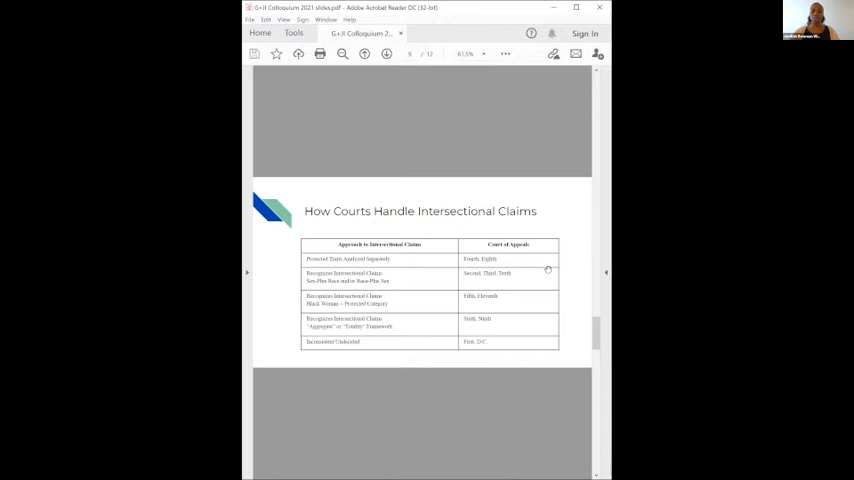 G+JI Colloquium 2021 slides.pdf - Adobe Acrobat Reader DC (32-bit)
File Edit View Sign Window Help
Home Tools G+JI Colloquium 2... × Sign In
9 / 12 61.5%
How Courts Handle Intersectional Claims
Approach to Intersectional Claims Court of Appeals
Protected Traits Analyzed Separately Fourth, Eighth
Recognizes Intersectional Claims Second, Third, Tenth
Sex-Plus Race and/or Race-Plus Sex
Recognizes Intersectional Claims Fifth, Eleventh
Black Woman = Protected Category
Recognizes Intersectional Claims Sixth, Ninth
"Aggregate" or "Totality" Framework
Inconsistent/Undecided First, D.C.